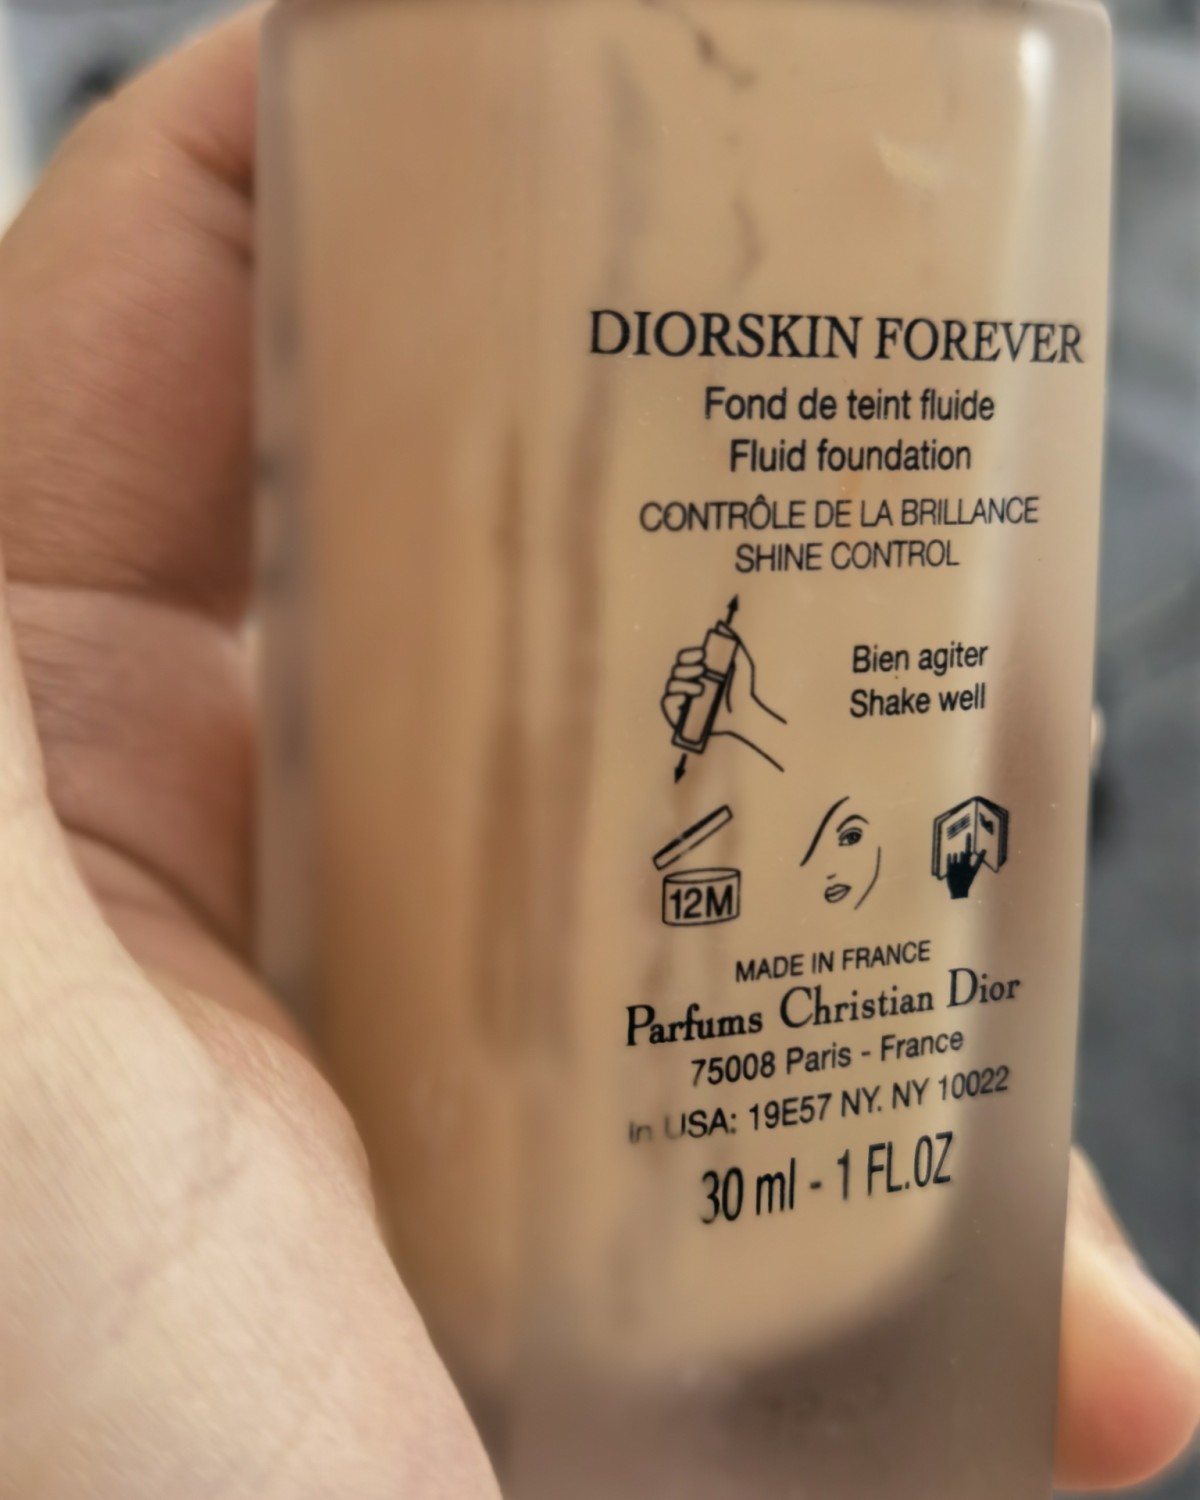 DIORSKIN FOREVER
Fond de teint fluide
Fluid foundation
CONTRÔLE DE LA BRILLANCE
SHINE CONTROL
Bien agiter
Shake well
12M
MADE IN FRANCE
Parfums Christian Dior
75008 Paris - France
In USA: 19E57 NY. NY 10022
30 ml - 1 FL.OZ